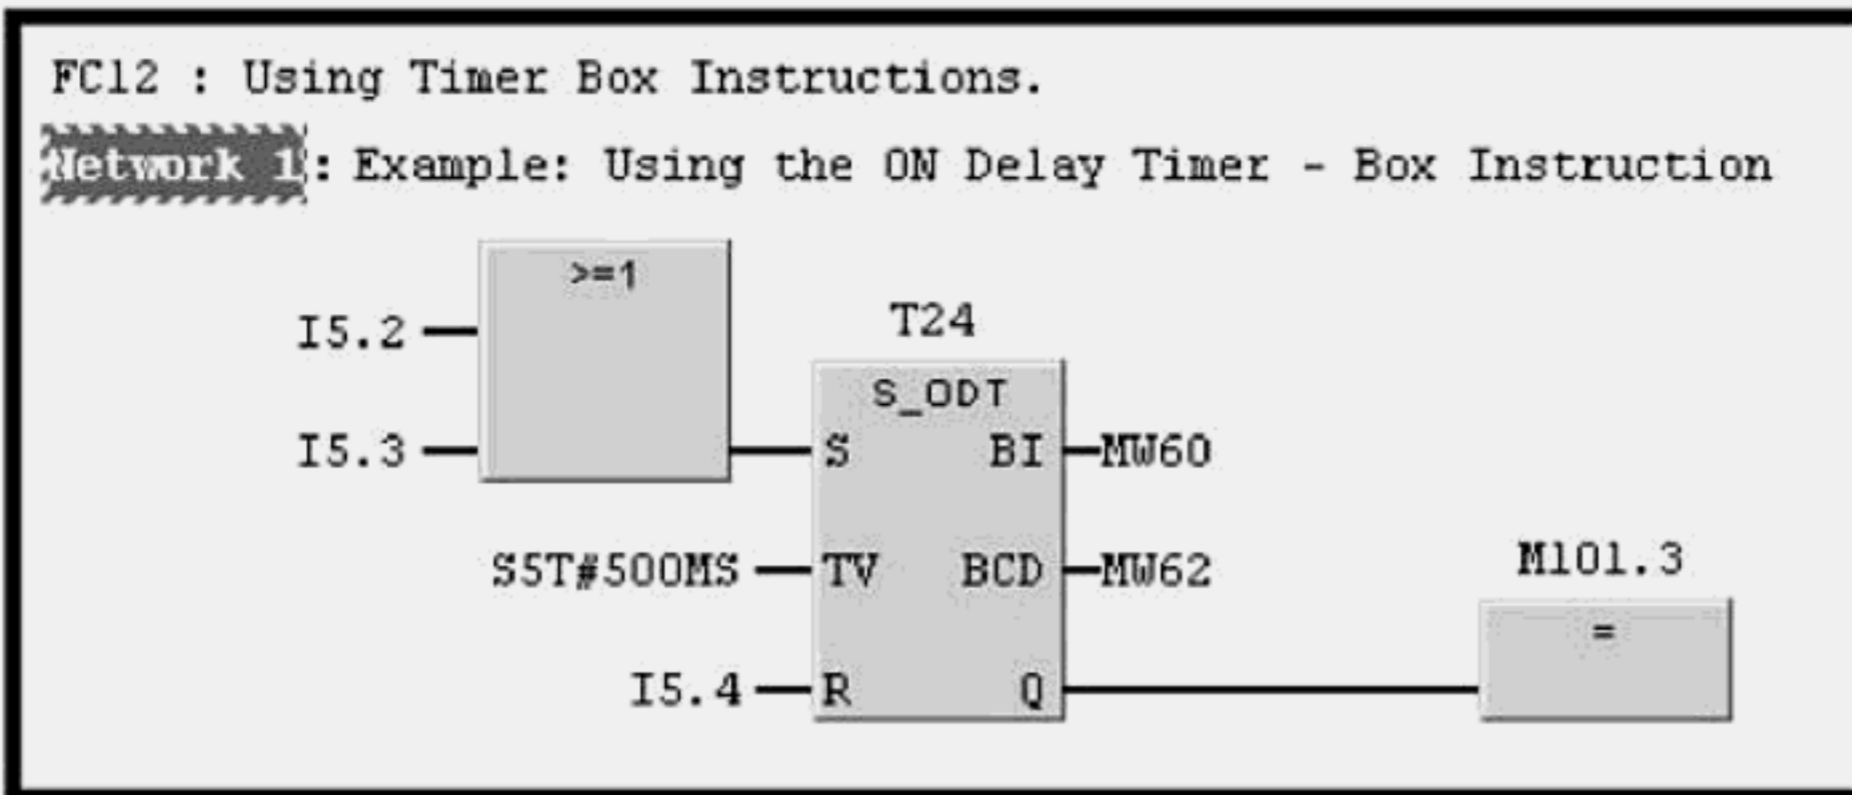 FC12 : Using Timer Box Instructions.
Network 1: Example: Using the ON Delay Timer - Box Instruction
>=1
I5.2
T24
S_ODT
I5.3 S BI MW60
S5T#500MS TV BCD MW62
M101.3
=
I5.4 R Q